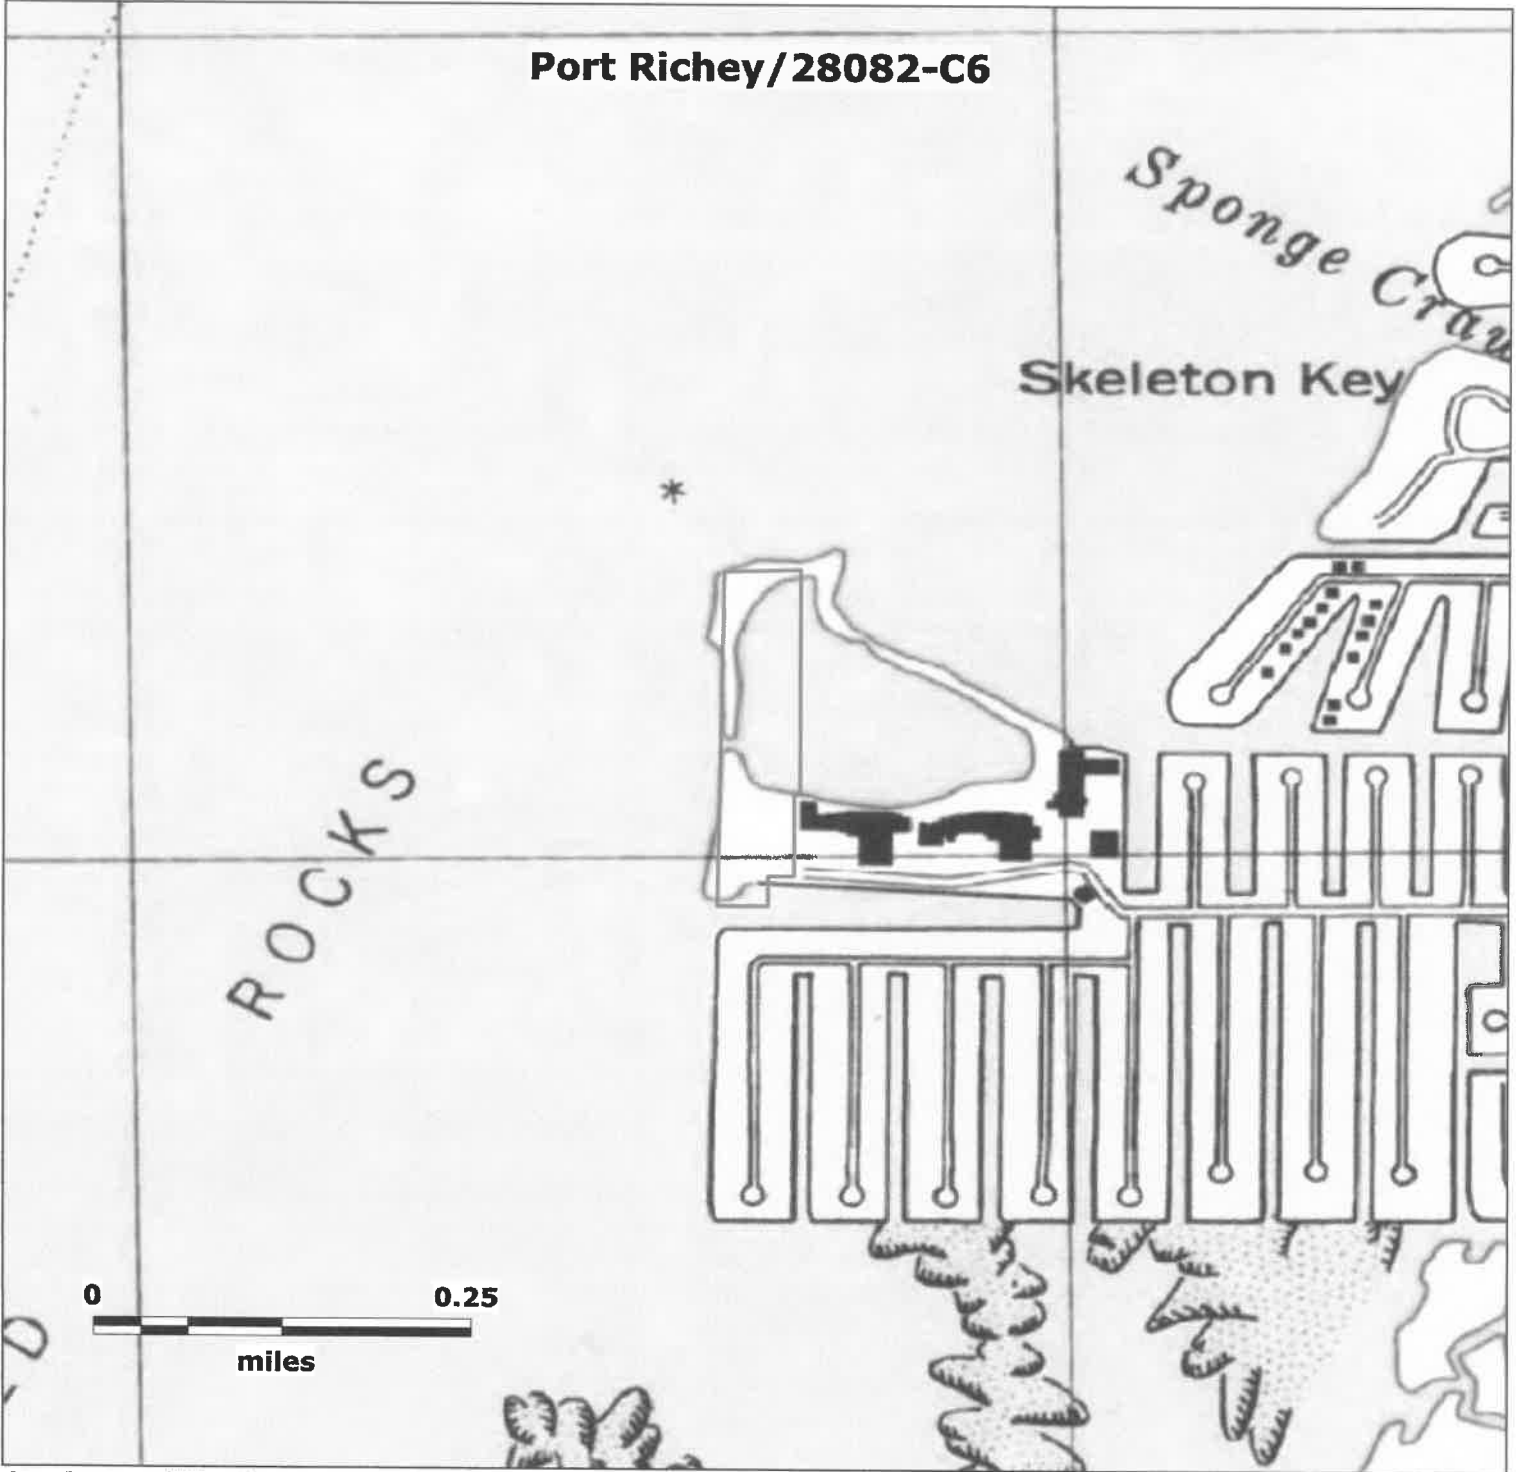 Port Richey/28082-C6
Sponge Craw
Skeleton Key
ROCKS
0 0.25
miles
D